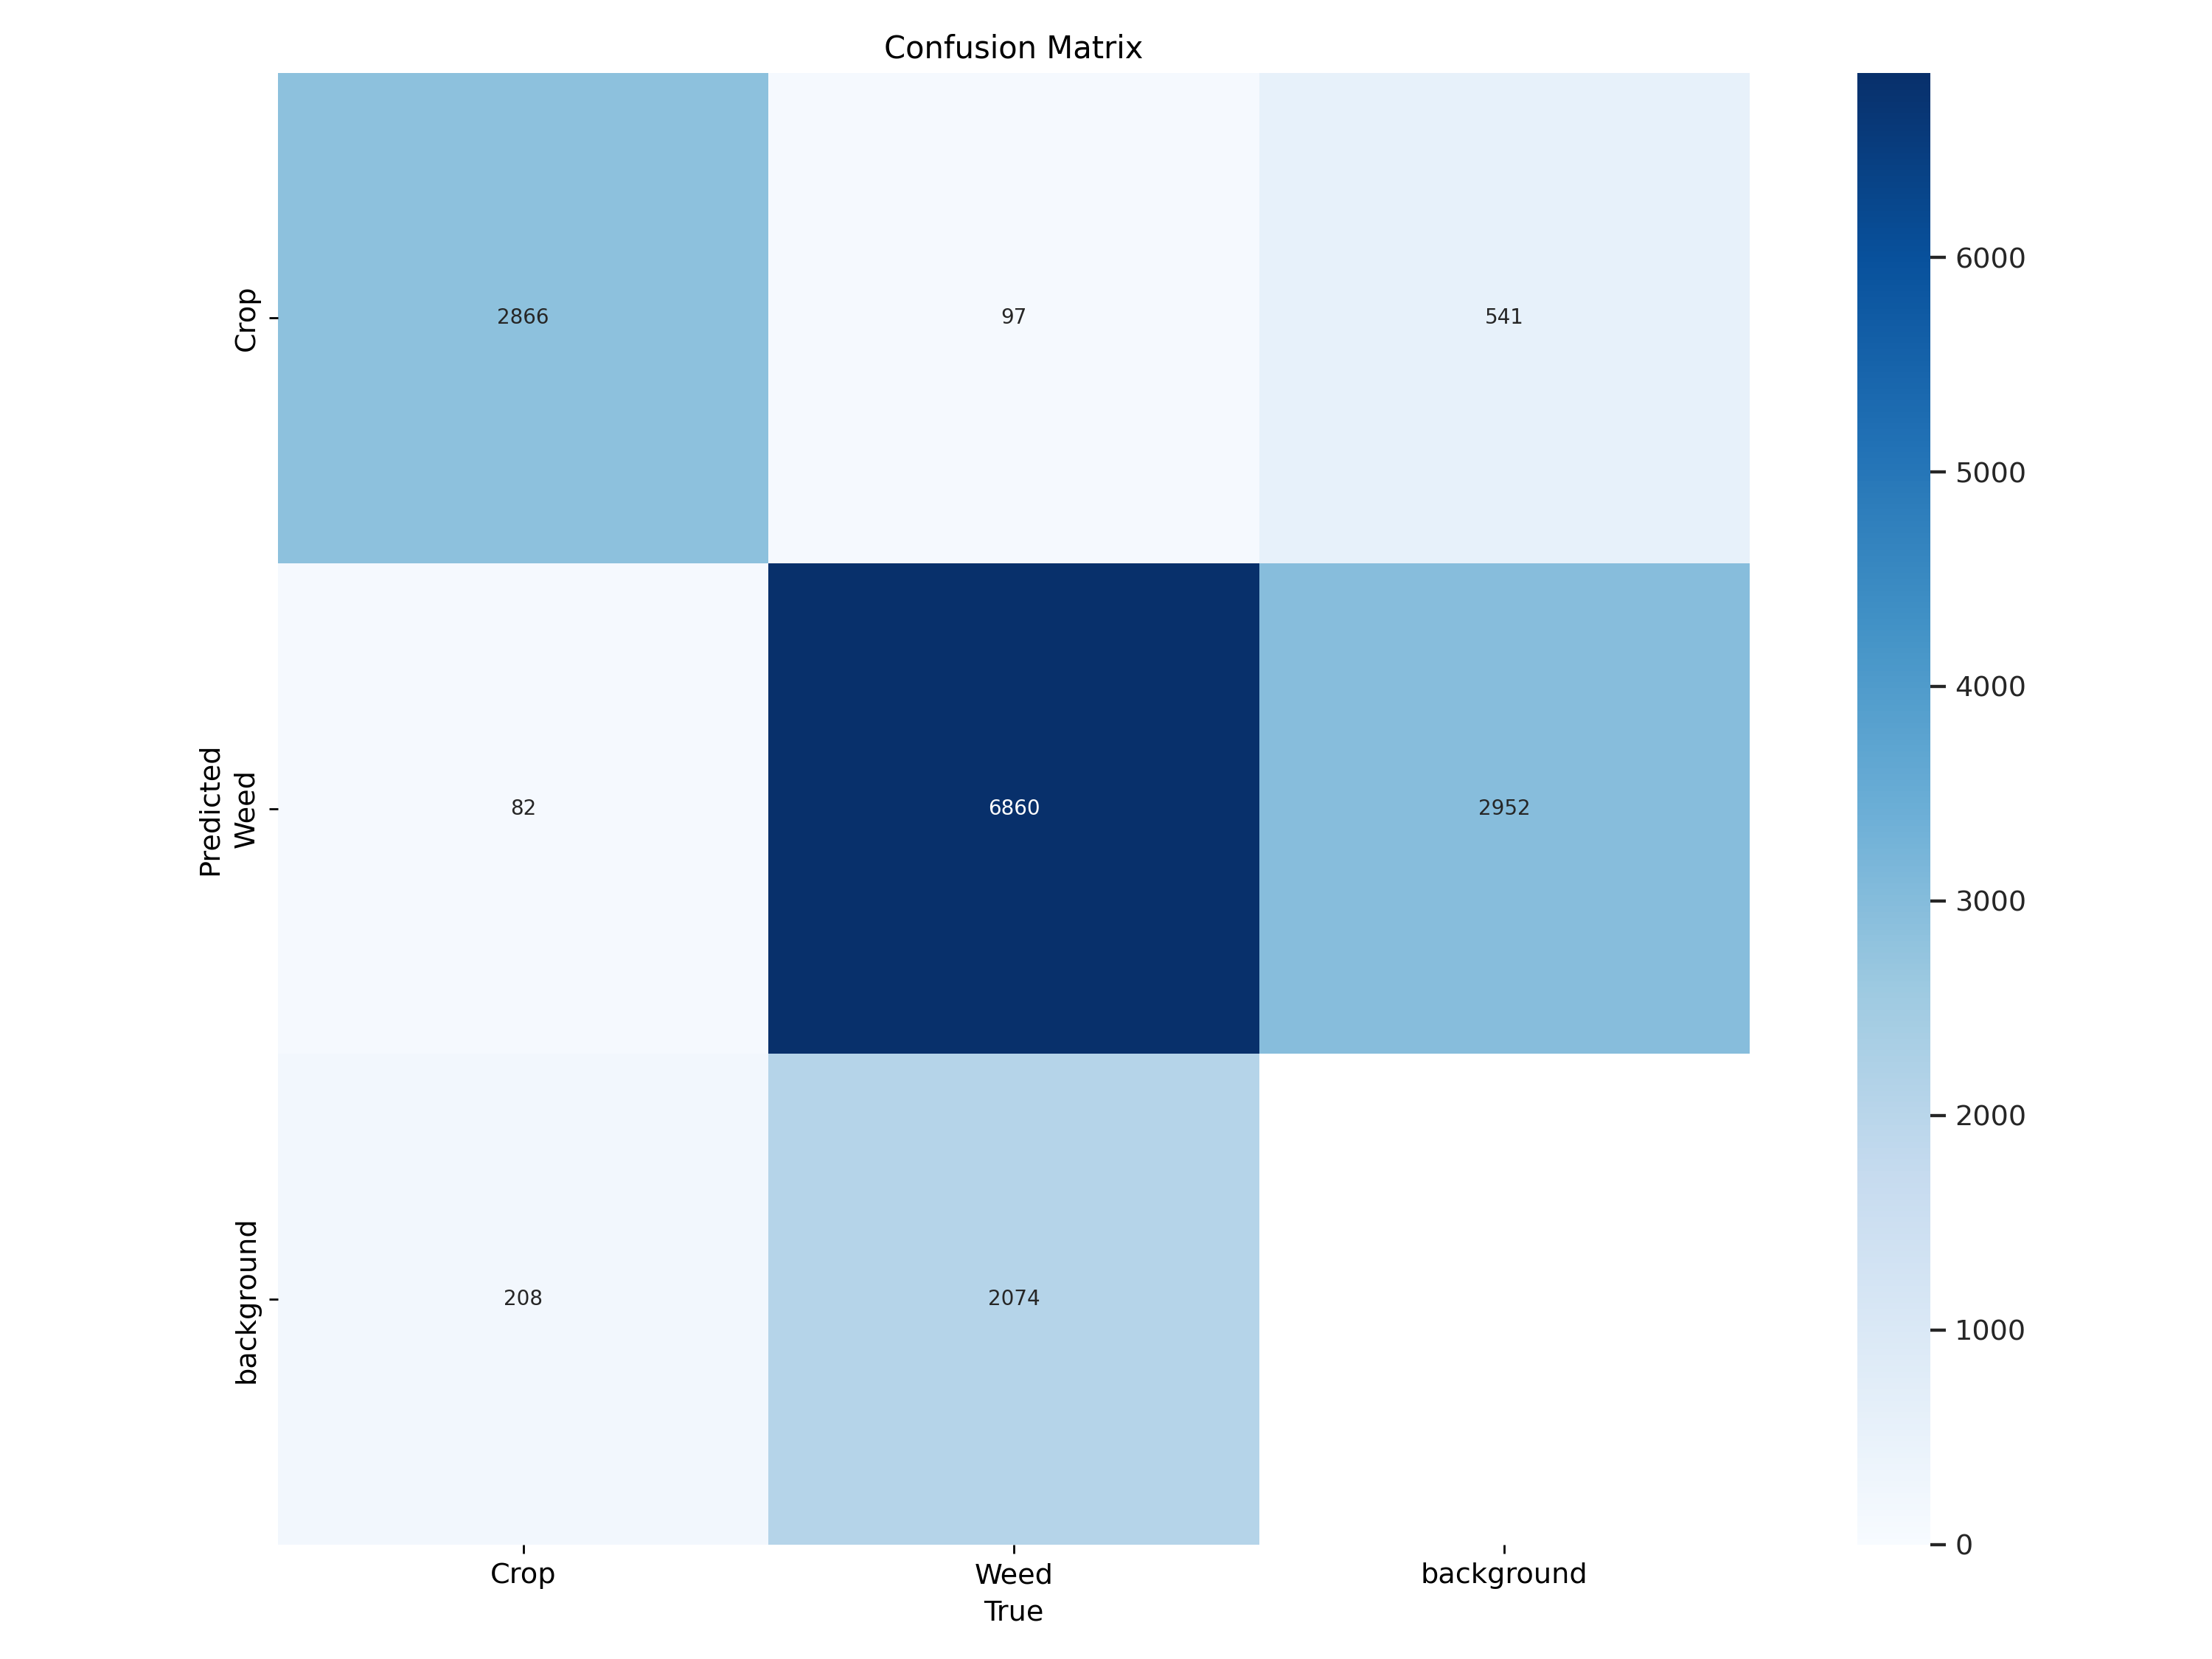 Confusion Matrix
Crop
2866
97
541
6000
5000
4000
Predicted
Weed
82
6860
2952
3000
2000
background
208
2074
1000
0
Crop
Weed
background
True